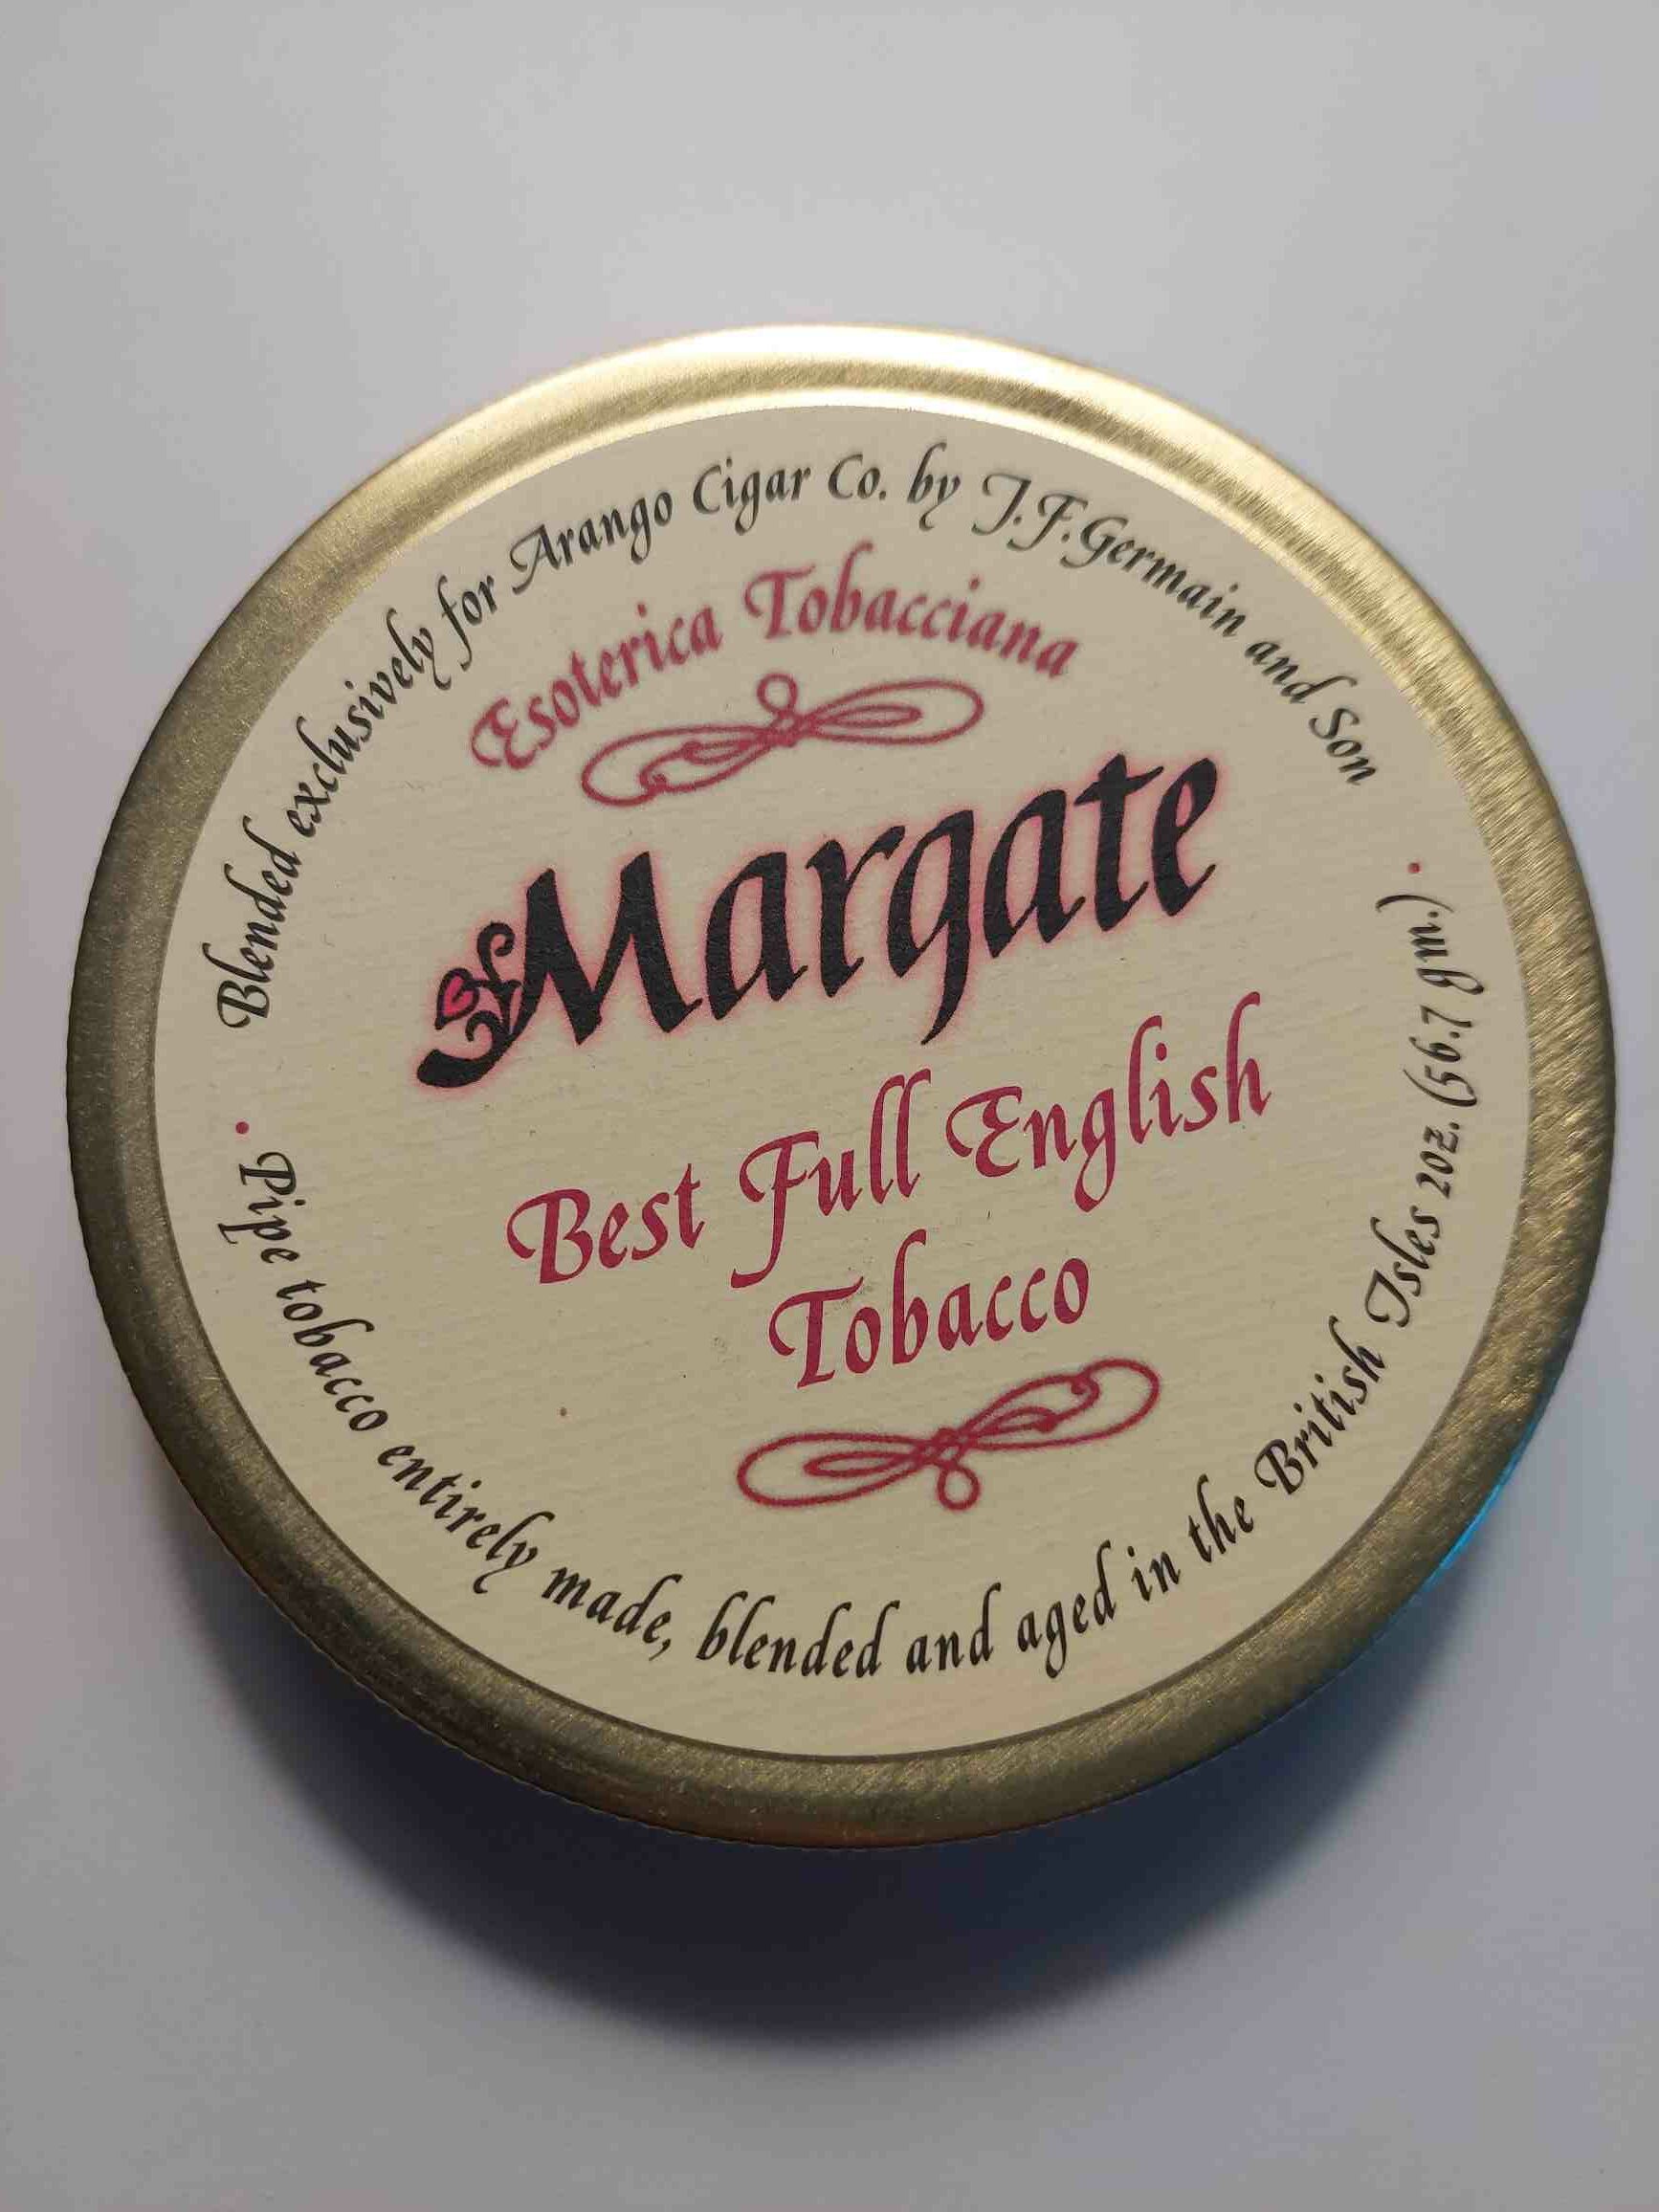 Blended exclusively for Arango Cigar Co. by J.F.Germain and Son
Esoterica Tobacciana
Margate
Best Full English
Tobacco
Pipe tobacco entirely made, blended and aged in the British Isles 2oz. (56.7 gm.)